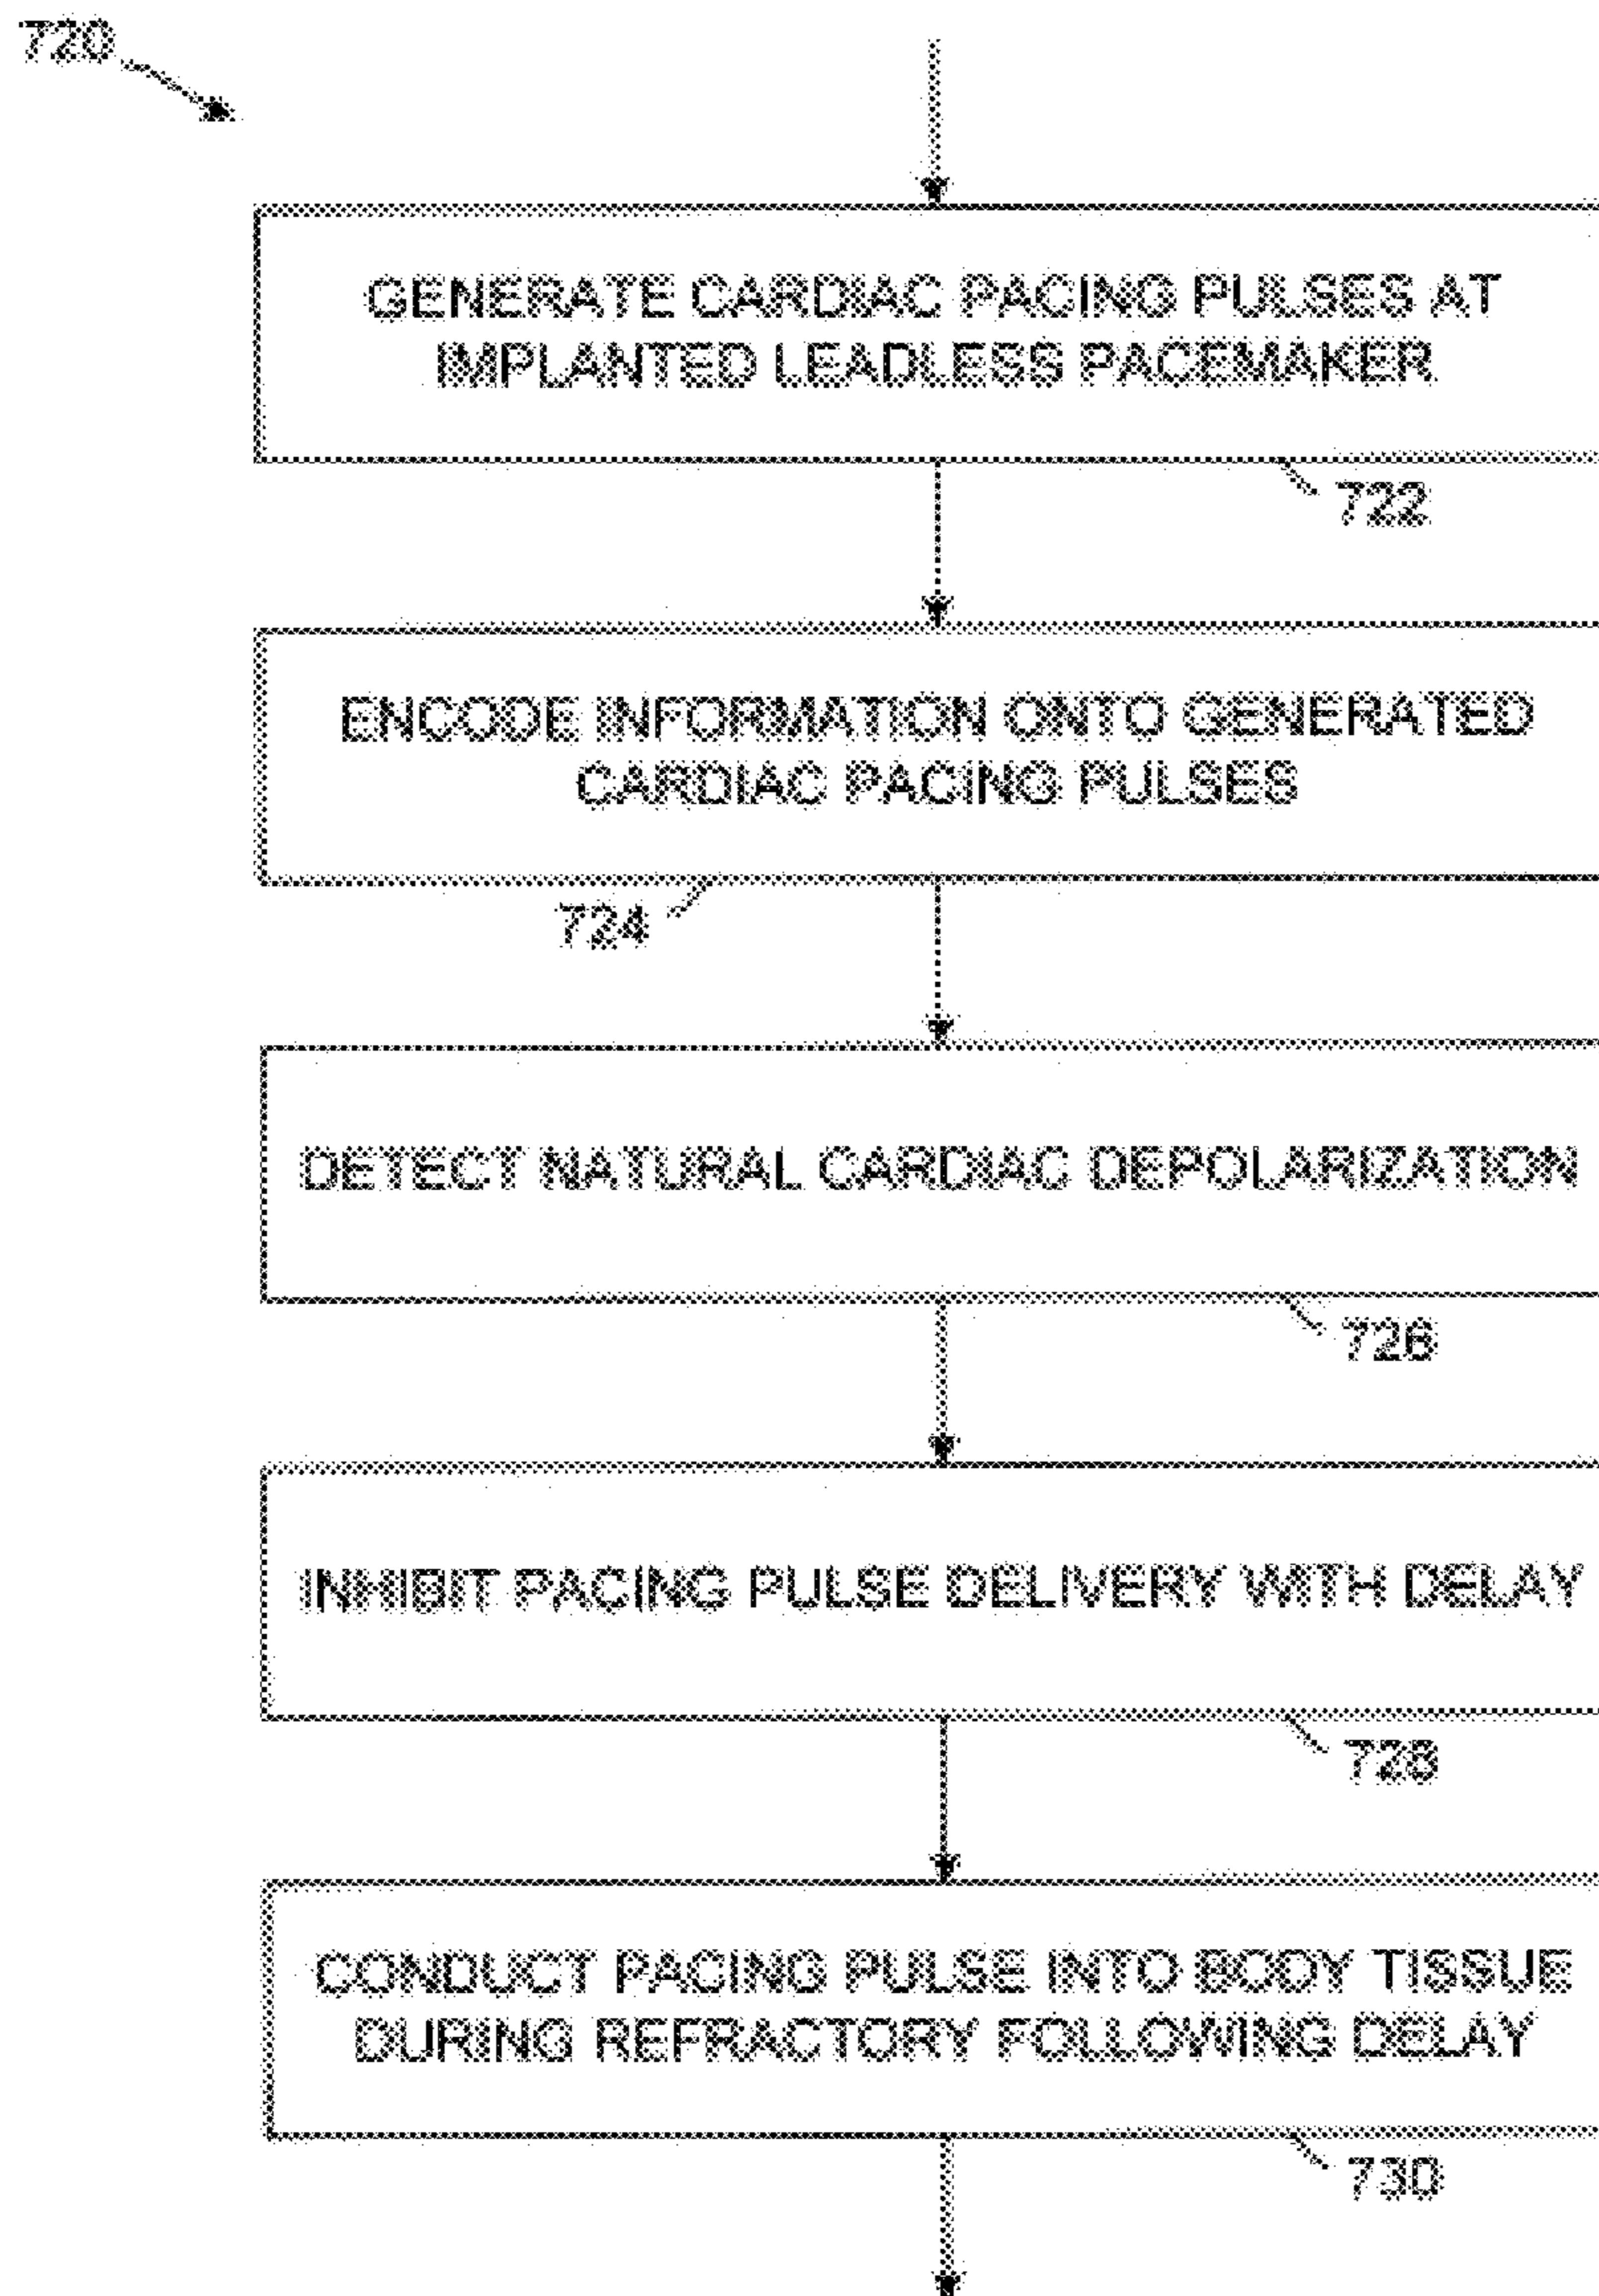 720
GENERATE CARDIAC PACING PULSES AT
IMPLANTED LEADLESS PACEMAKER
722
ENCODE INFORMATION ONTO GENERATED
CARDIAC PACING PULSES
724
DETECT NATURAL CARDIAC DEPOLARIZATION
726
INHIBIT PACING PULSE DELIVERY WITH DELAY
728
CONDUCT PACING PULSE INTO BODY TISSUE
DURING REFRACTORY FOLLOWING DELAY
730